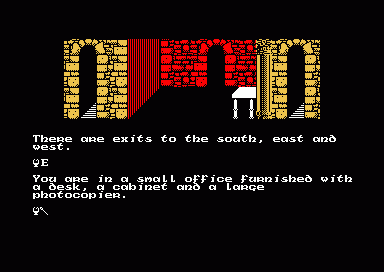 There are exits to the south, east and
west.
E
You are in a small office furnished with
a desk, a cabinet and a large
photocopier.